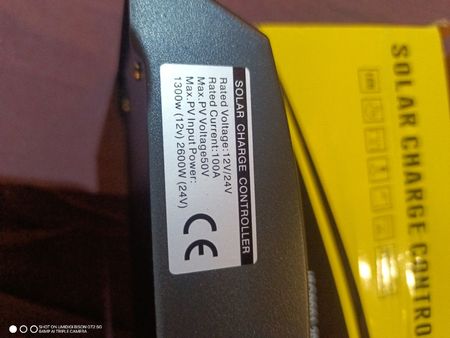 SOLAR CHARGE CONTROLLER
Rated Voltage:12V/24V
Rated Current:100A
Max.PV Voltage50V
Max.PV Input Power:
1300w (12v) 2600W (24V)
CE
SOLAR CHARGE CONTRO
SHOT ON UMIDIGI BISON GT2 5G
64MP AI TRIPLE CAMERA